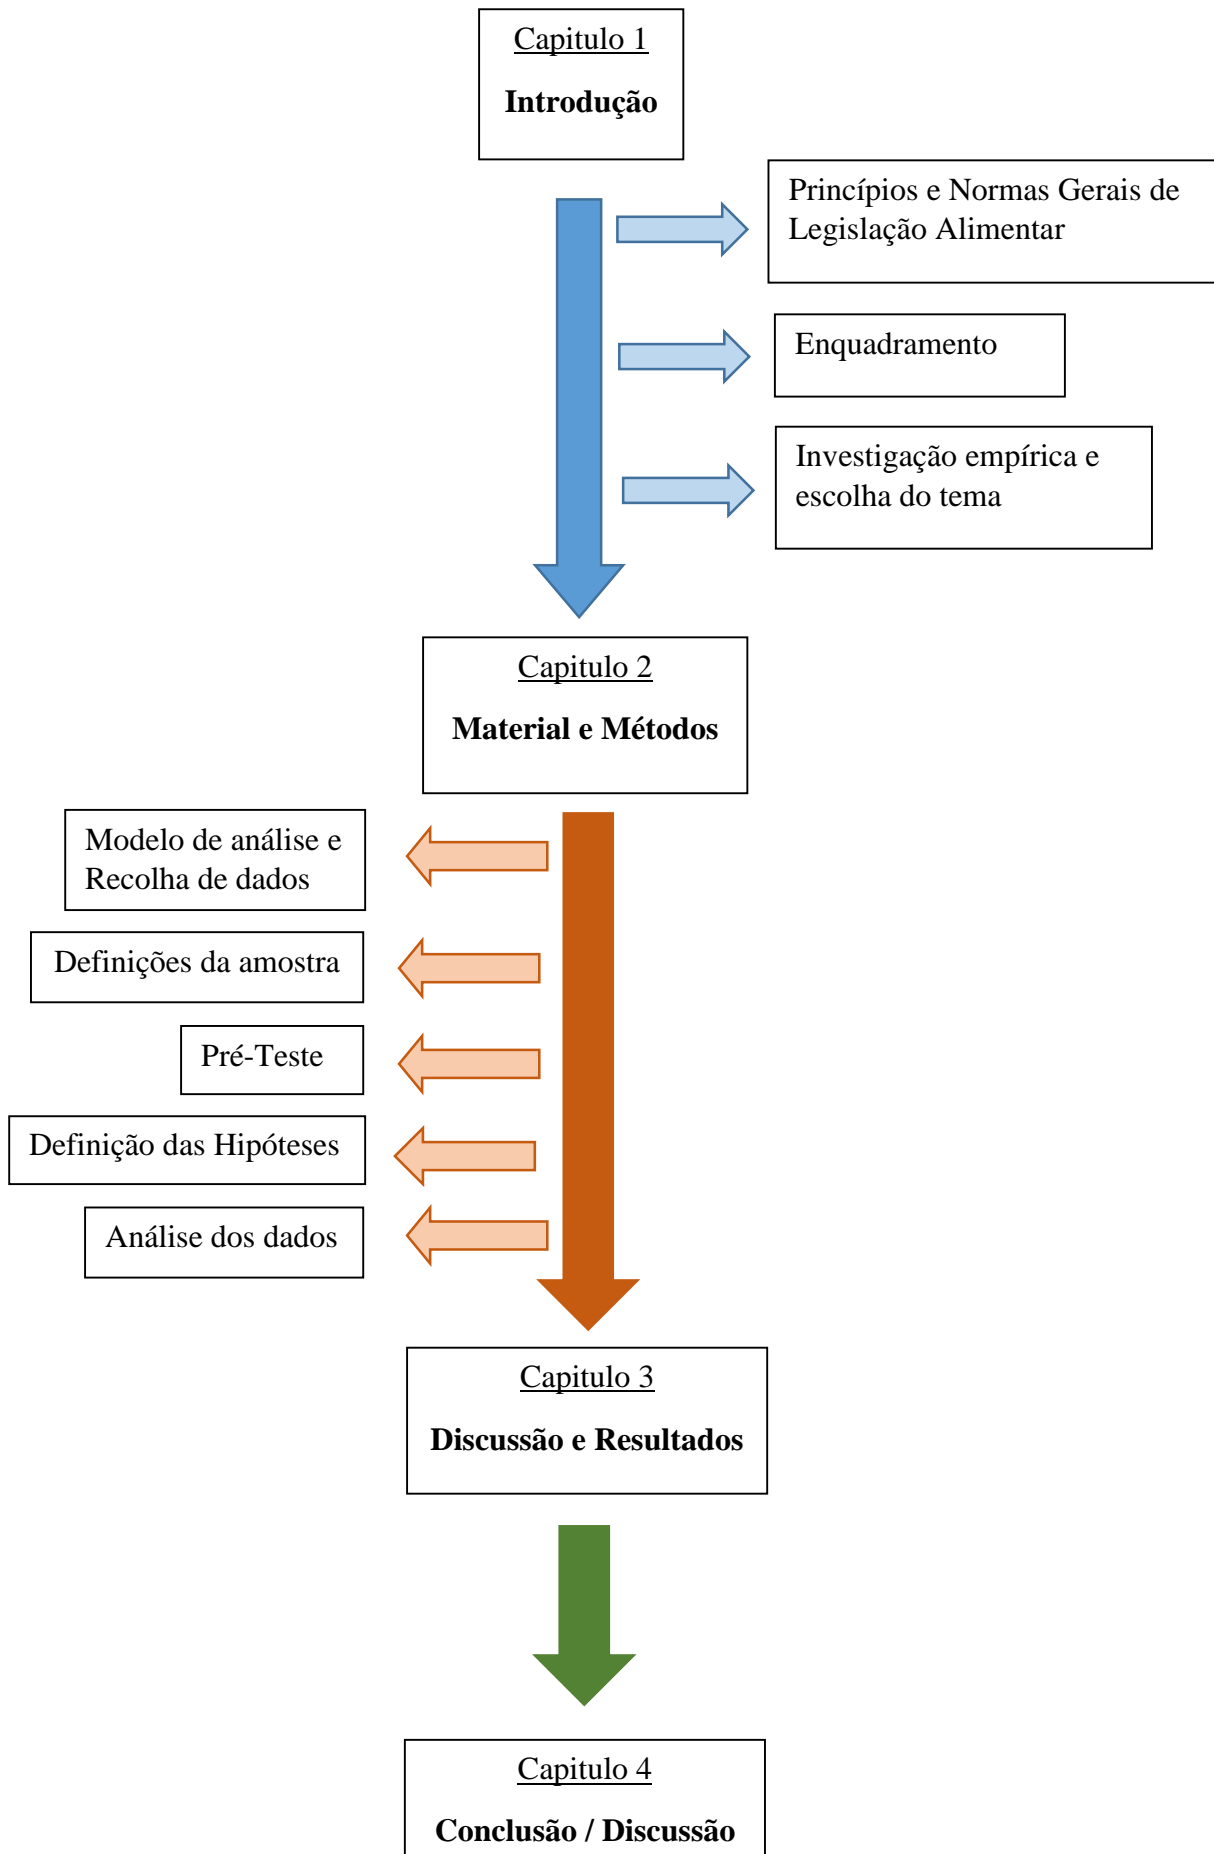 Capitulo 1
Introdução
Princípios e Normas Gerais de
Legislação Alimentar
Enquadramento
Investigação empírica e
escolha do tema
Capitulo 2
Material e Métodos
Modelo de análise e
Recolha de dados
Definições da amostra
Pré-Teste
Definição das Hipóteses
Análise dos dados
Capitulo 3
Discussão e Resultados
Capitulo 4
Conclusão / Discussão